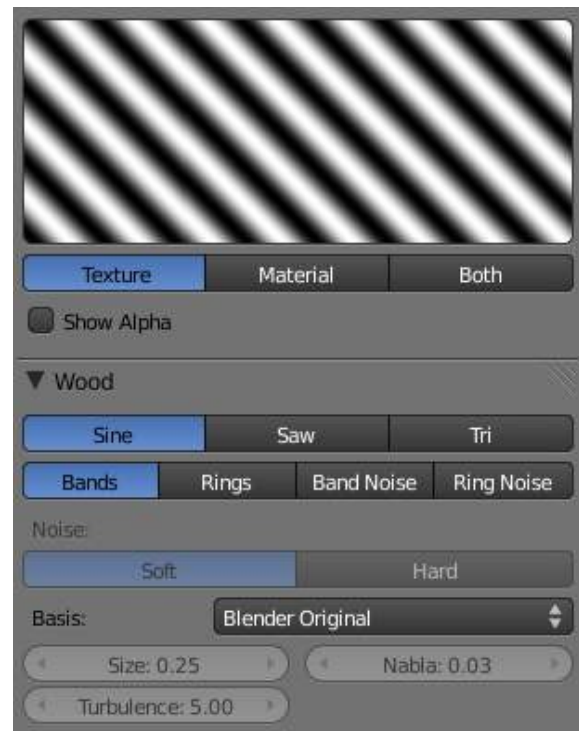 Texture Material Both
Show Alpha
Wood
Sine Saw Tri
Bands Rings Band Noise Ring Noise
Noise:
Soft Hard
Basis: Blender Original
Size: 0.25 Nabla: 0.03
Turbulence: 5.00